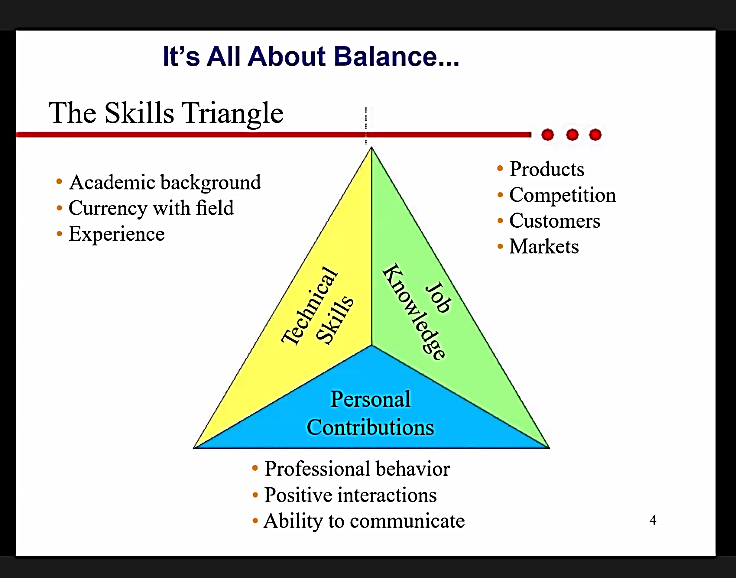 It's All About Balance...
The Skills Triangle
• Academic background
• Currency with field
• Experience
• Products
• Competition
• Customers
• Markets
Technical
Skills
Job
Knowledge
Personal
Contributions
• Professional behavior
• Positive interactions
• Ability to communicate
4